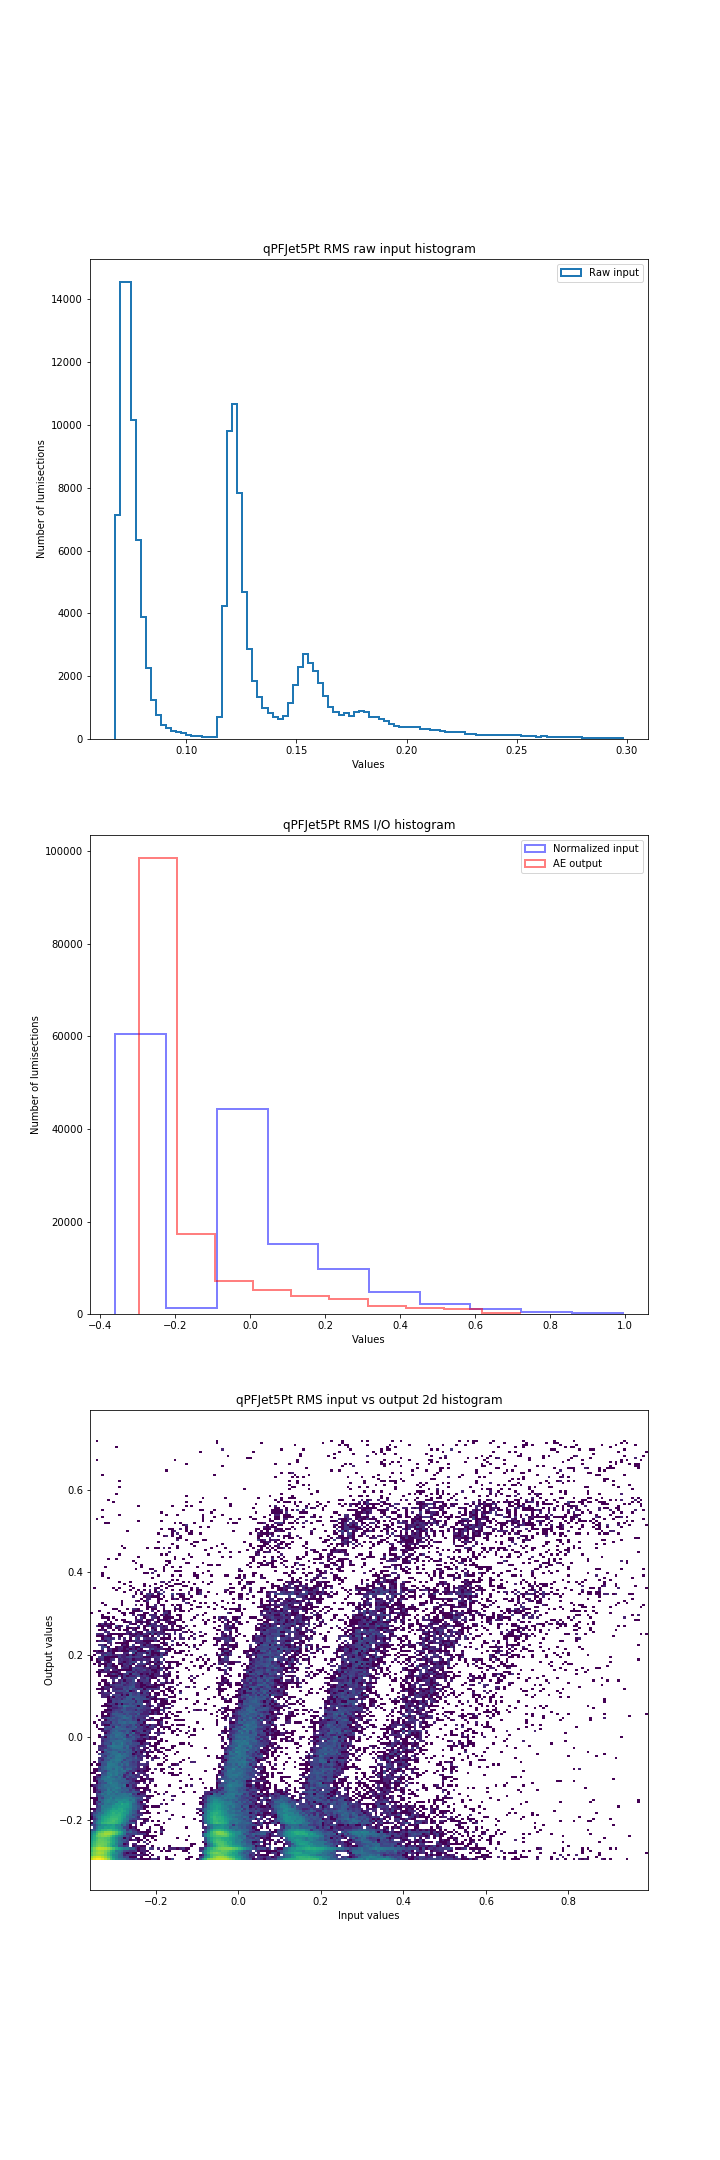 qPFJet5Pt RMS raw input histogram
Raw input
14000
12000
10000
8000
6000
4000
2000
0
Number of lumisections
0.10 0.15 0.20 0.25 0.30
Values
qPFJet5Pt RMS I/O histogram
Normalized input
AE output
100000
80000
60000
40000
20000
0
Number of lumisections
−0.4 −0.2 0.0 0.2 0.4 0.6 0.8 1.0
Values
qPFJet5Pt RMS input vs output 2d histogram
0.6
0.4
0.2
0.0
−0.2
Output values
−0.2 0.0 0.2 0.4 0.6 0.8
Input values